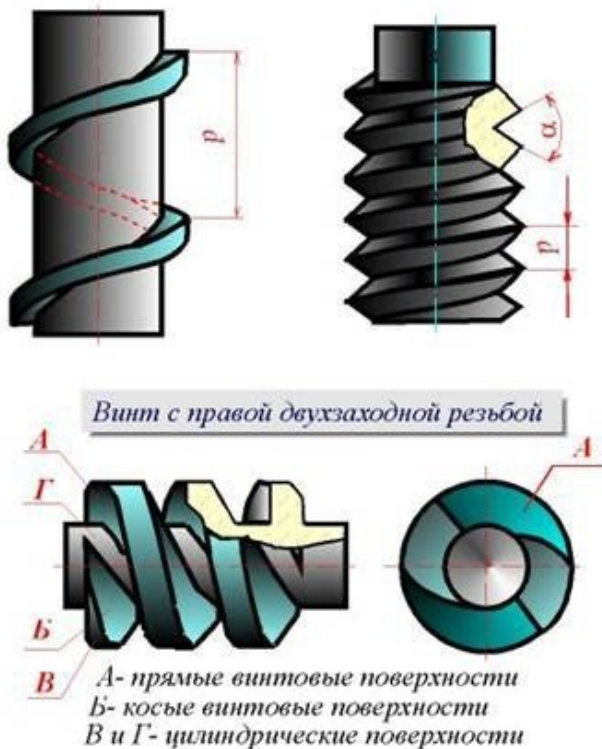 p
α
p
Винт с правой двухзаходной резьбой
А
Г
Б
В
А
А- прямые винтовые поверхности
Б- косые винтовые поверхности
В и Г- цилиндрические поверхности